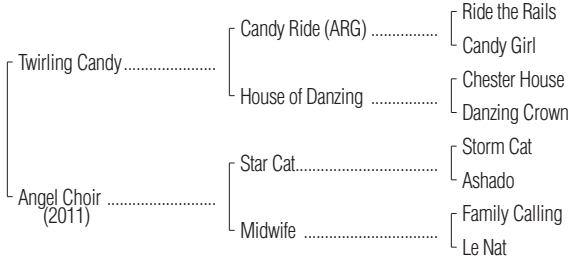 Ride the Rails
Candy Ride (ARG) ................
Candy Girl
Twirling Candy ......................
Chester House
House of Danzing ................
Danzing Crown
Storm Cat
Star Cat..................................
Ashado
Angel Choir ..........................
(2011)
Family Calling
Midwife ................................
Le Nat